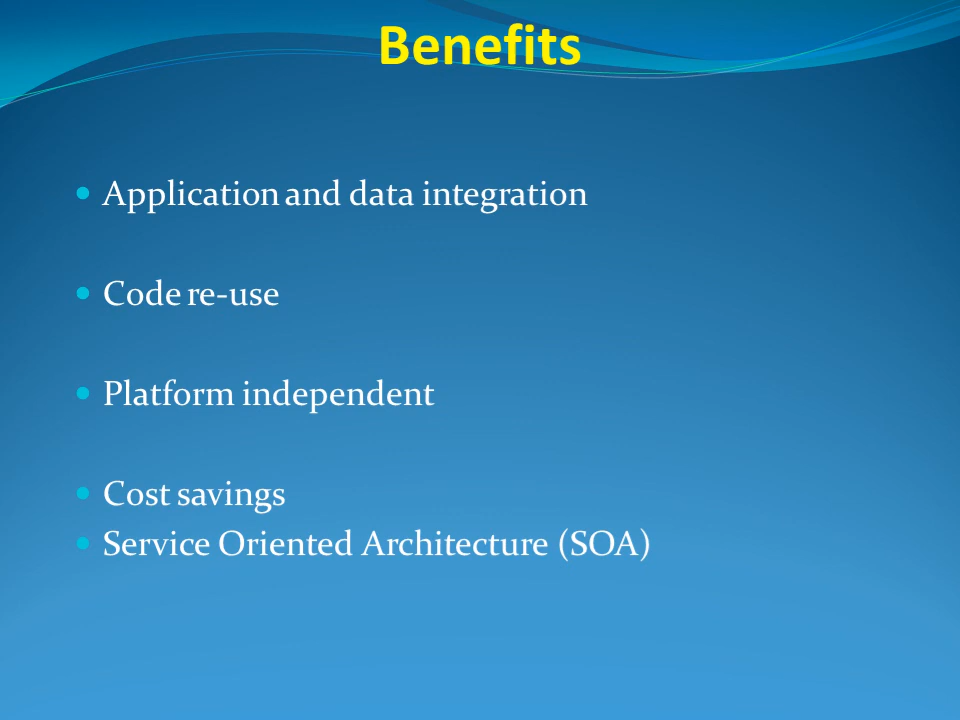 Benefits
Application and data integration
Code re-use
Platform independent
Cost savings
Service Oriented Architecture (SOA)